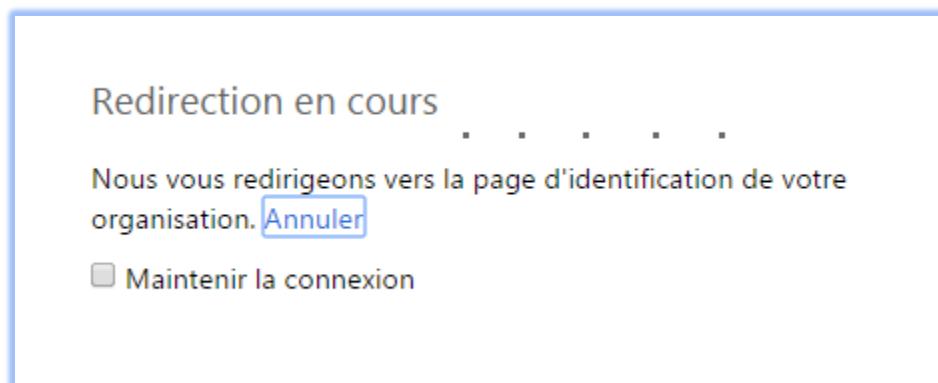 Redirection en cours
Nous vous redirigeons vers la page d'identification de votre
organisation. Annuler
Maintenir la connexion